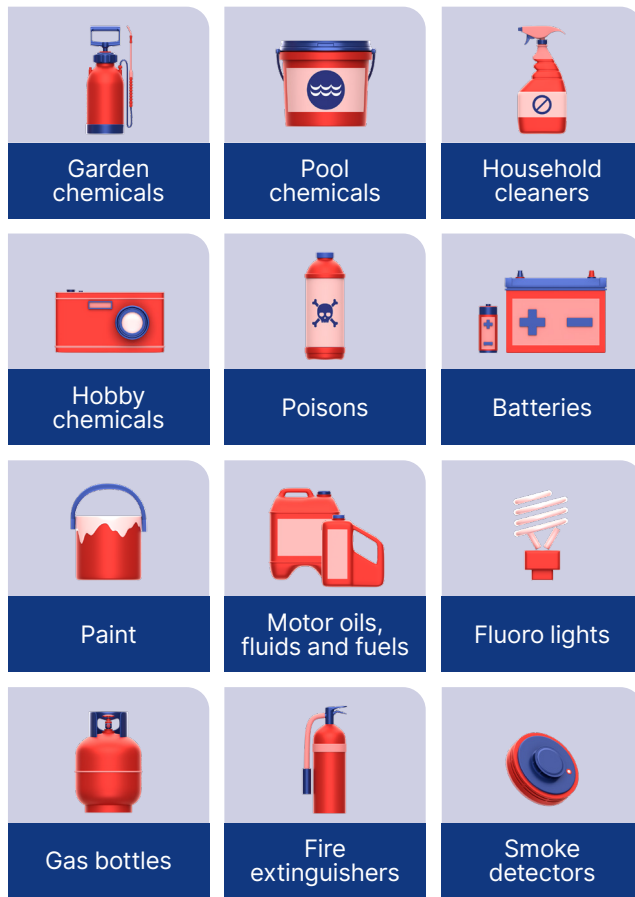 Garden
chemicals
Pool
chemicals
Household
cleaners
Hobby
chemicals
Poisons
Batteries
Paint
Motor oils,
fluids and fuels
Fluoro lights
Gas bottles
Fire
extinguishers
Smoke
detectors